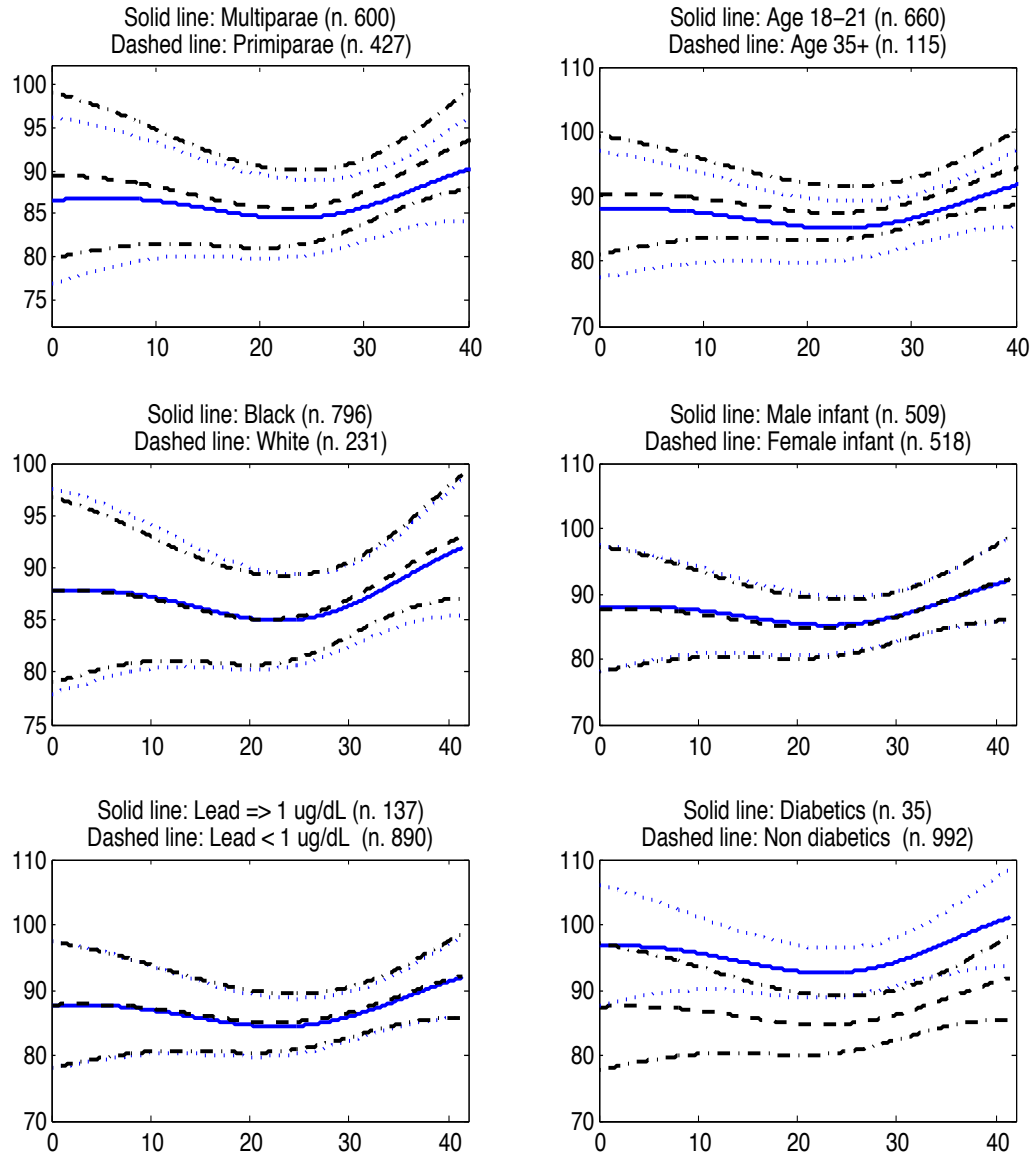 Solid line: Multiparae (n. 600)
Dashed line: Primiparae (n. 427)
100
95
90
85
80
75
0 10 20 30 40
Solid line: Age 18−21 (n. 660)
Dashed line: Age 35+ (n. 115)
110
100
90
80
70
0 10 20 30 40
Solid line: Black (n. 796)
Dashed line: White (n. 231)
100
95
90
85
80
75
0 10 20 30 40
Solid line: Male infant (n. 509)
Dashed line: Female infant (n. 518)
110
100
90
80
70
0 10 20 30 40
Solid line: Lead => 1 ug/dL (n. 137)
Dashed line: Lead < 1 ug/dL (n. 890)
110
100
90
80
70
0 10 20 30 40
Solid line: Diabetics (n. 35)
Dashed line: Non diabetics (n. 992)
110
100
90
80
70
0 10 20 30 40